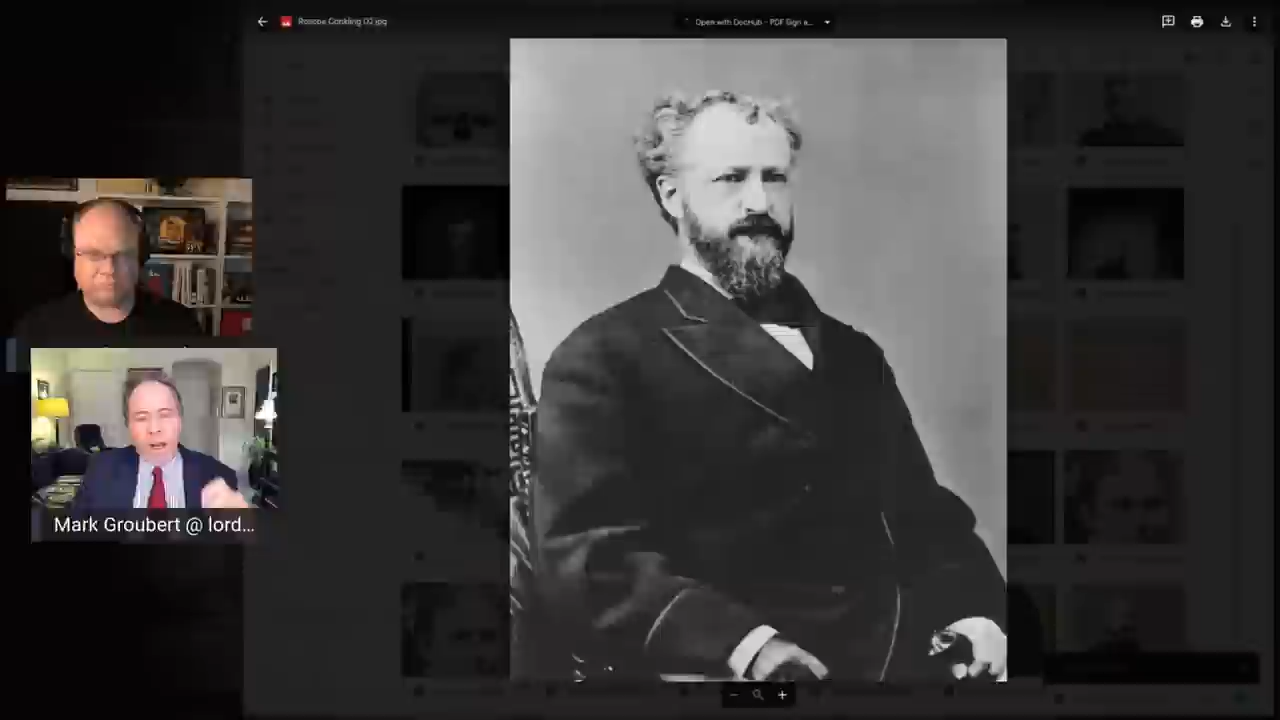 Roscoe Conkling 02.jpg
Open with DocHub - PDF Sign a...
Mark Groubert @ lord...